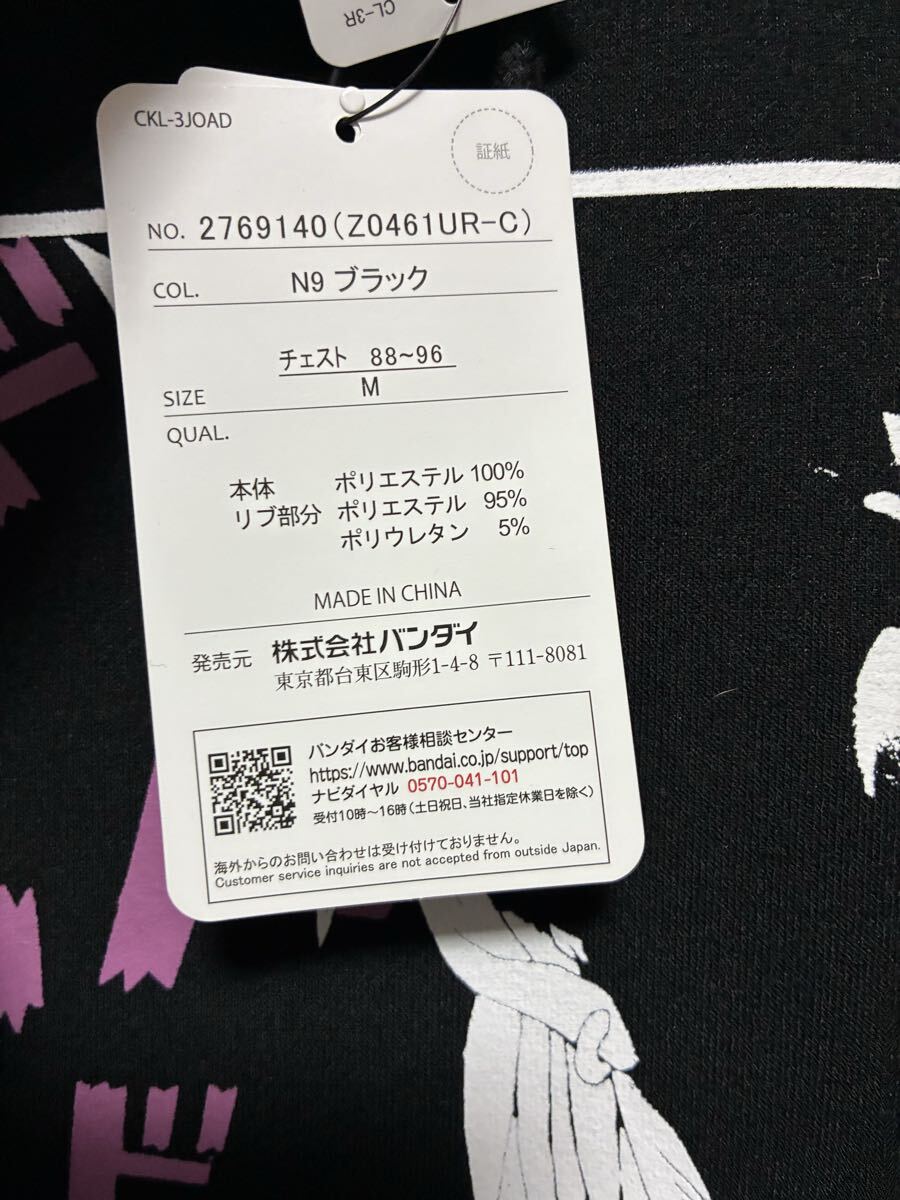 CL-3R
CKL-3JOAD
証紙
NO. 2769140(Z0461UR-C)
COL. N9 ブラック
チェスト 88~96
SIZE M
QUAL.
本体 ポリエステル 100%
リブ部分 ポリエステル 95%
ポリウレタン 5%
MADE IN CHINA
発売元 株式会社バンダイ
東京都台東区駒形1-4-8 〒111-8081
バンダイお客様相談センター
https://www.bandai.co.jp/support/top
ナビダイヤル 0570-041-101
受付10時～16時(土日祝日、当社指定休業日を除く)
海外からのお問い合わせは受け付けておりません。
Customer service inquiries are not accepted from outside Japan.